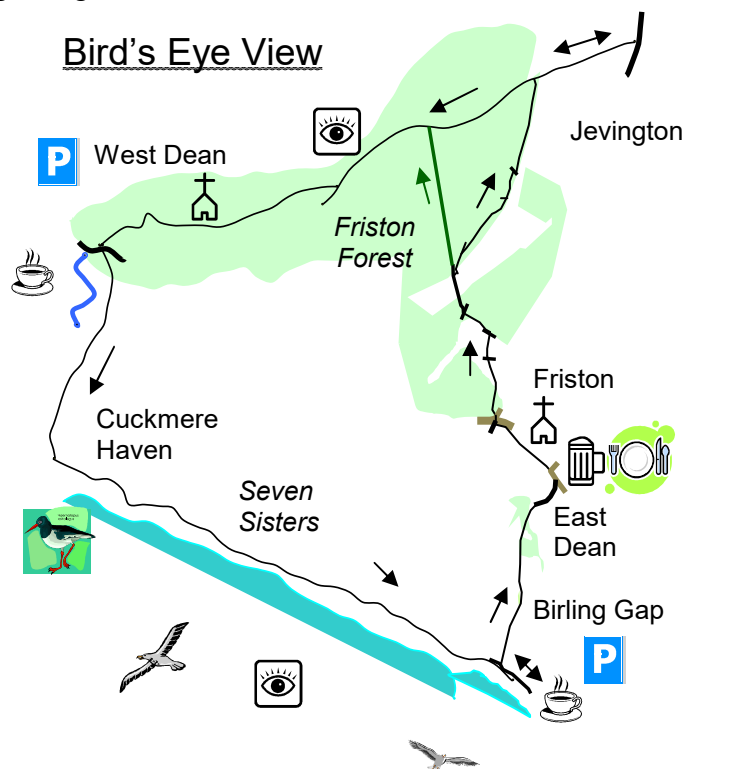 Bird's Eye View
Jevington
P
West Dean
Friston
Forest
Friston
Cuckmere
Haven
Seven
Sisters
East
Dean
Birling Gap
P